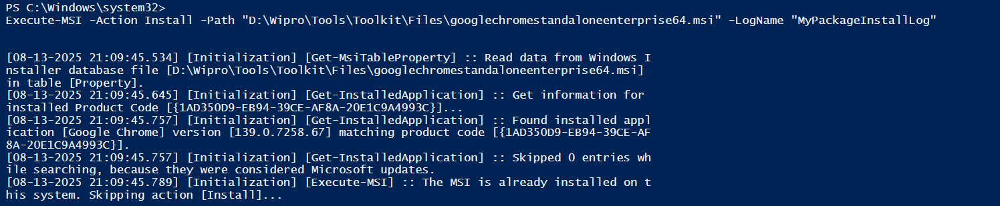 PS C:\Windows\system32>
Execute-MSI -Action Install -Path "D:\Wipro\Tools\Toolkit\Files\googlechromestandaloneenterprise64.msi" -LogName "MyPackageInstallLog"
[08-13-2025 21:09:45.534] [Initialization] [Get-MsiTableProperty] :: Read data from Windows I
nstaller database file [D:\Wipro\Tools\Toolkit\Files\googlechromestandaloneenterprise64.msi]
in table [Property].
[08-13-2025 21:09:45.645] [Initialization] [Get-InstalledApplication] :: Get information for
installed Product Code [{1AD350D9-EB94-39CE-AF8A-20E1C9A4993C}]...
[08-13-2025 21:09:45.757] [Initialization] [Get-InstalledApplication] :: Found installed appl
ication [Google Chrome] version [139.0.7258.67] matching product code [{1AD350D9-EB94-39CE-AF
8A-20E1C9A4993C}].
[08-13-2025 21:09:45.757] [Initialization] [Get-InstalledApplication] :: Skipped 0 entries wh
ile searching, because they were considered Microsoft updates.
[08-13-2025 21:09:45.789] [Initialization] [Execute-MSI] :: The MSI is already installed on t
his system. Skipping action [Install]...